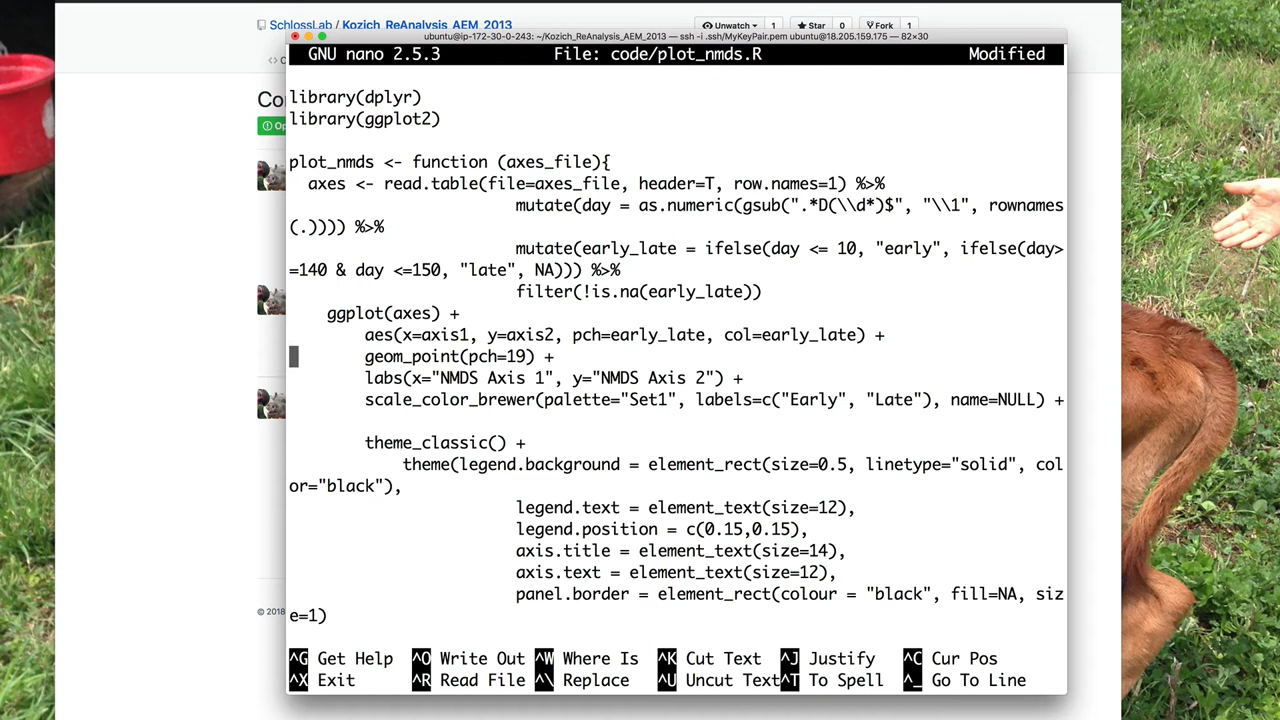 SchlossLab / Kozich_ReAnalysis_AEM_2013
Unwatch 1 Star 0 Fork 1
ubuntu@ip-172-30-0-243: ~/Kozich_ReAnalysis_AEM_2013 — ssh -i .ssh/MyKeyPair.pem ubuntu@18.205.159.175 — 82×30
GNU nano 2.5.3 File: code/plot_nmds.R Modified
library(dplyr)
library(ggplot2)
plot_nmds <- function (axes_file){
axes <- read.table(file=axes_file, header=T, row.names=1) %>%
mutate(day = as.numeric(gsub(".*D(\\d*)$", "\\1", rownames
(.)))) %>%
mutate(early_late = ifelse(day <= 10, "early", ifelse(day>
=140 & day <=150, "late", NA))) %>%
filter(!is.na(early_late))
ggplot(axes) +
aes(x=axis1, y=axis2, pch=early_late, col=early_late) +
geom_point(pch=19) +
labs(x="NMDS Axis 1", y="NMDS Axis 2") +
scale_color_brewer(palette="Set1", labels=c("Early", "Late"), name=NULL) +
theme_classic() +
theme(legend.background = element_rect(size=0.5, linetype="solid", col
or="black"),
legend.text = element_text(size=12),
legend.position = c(0.15,0.15),
axis.title = element_text(size=14),
axis.text = element_text(size=12),
panel.border = element_rect(colour = "black", fill=NA, siz
e=1)
© 2018
^G Get Help ^O Write Out ^W Where Is ^K Cut Text ^J Justify ^C Cur Pos
^X Exit ^R Read File ^\ Replace ^U Uncut Text ^T To Spell ^_ Go To Line